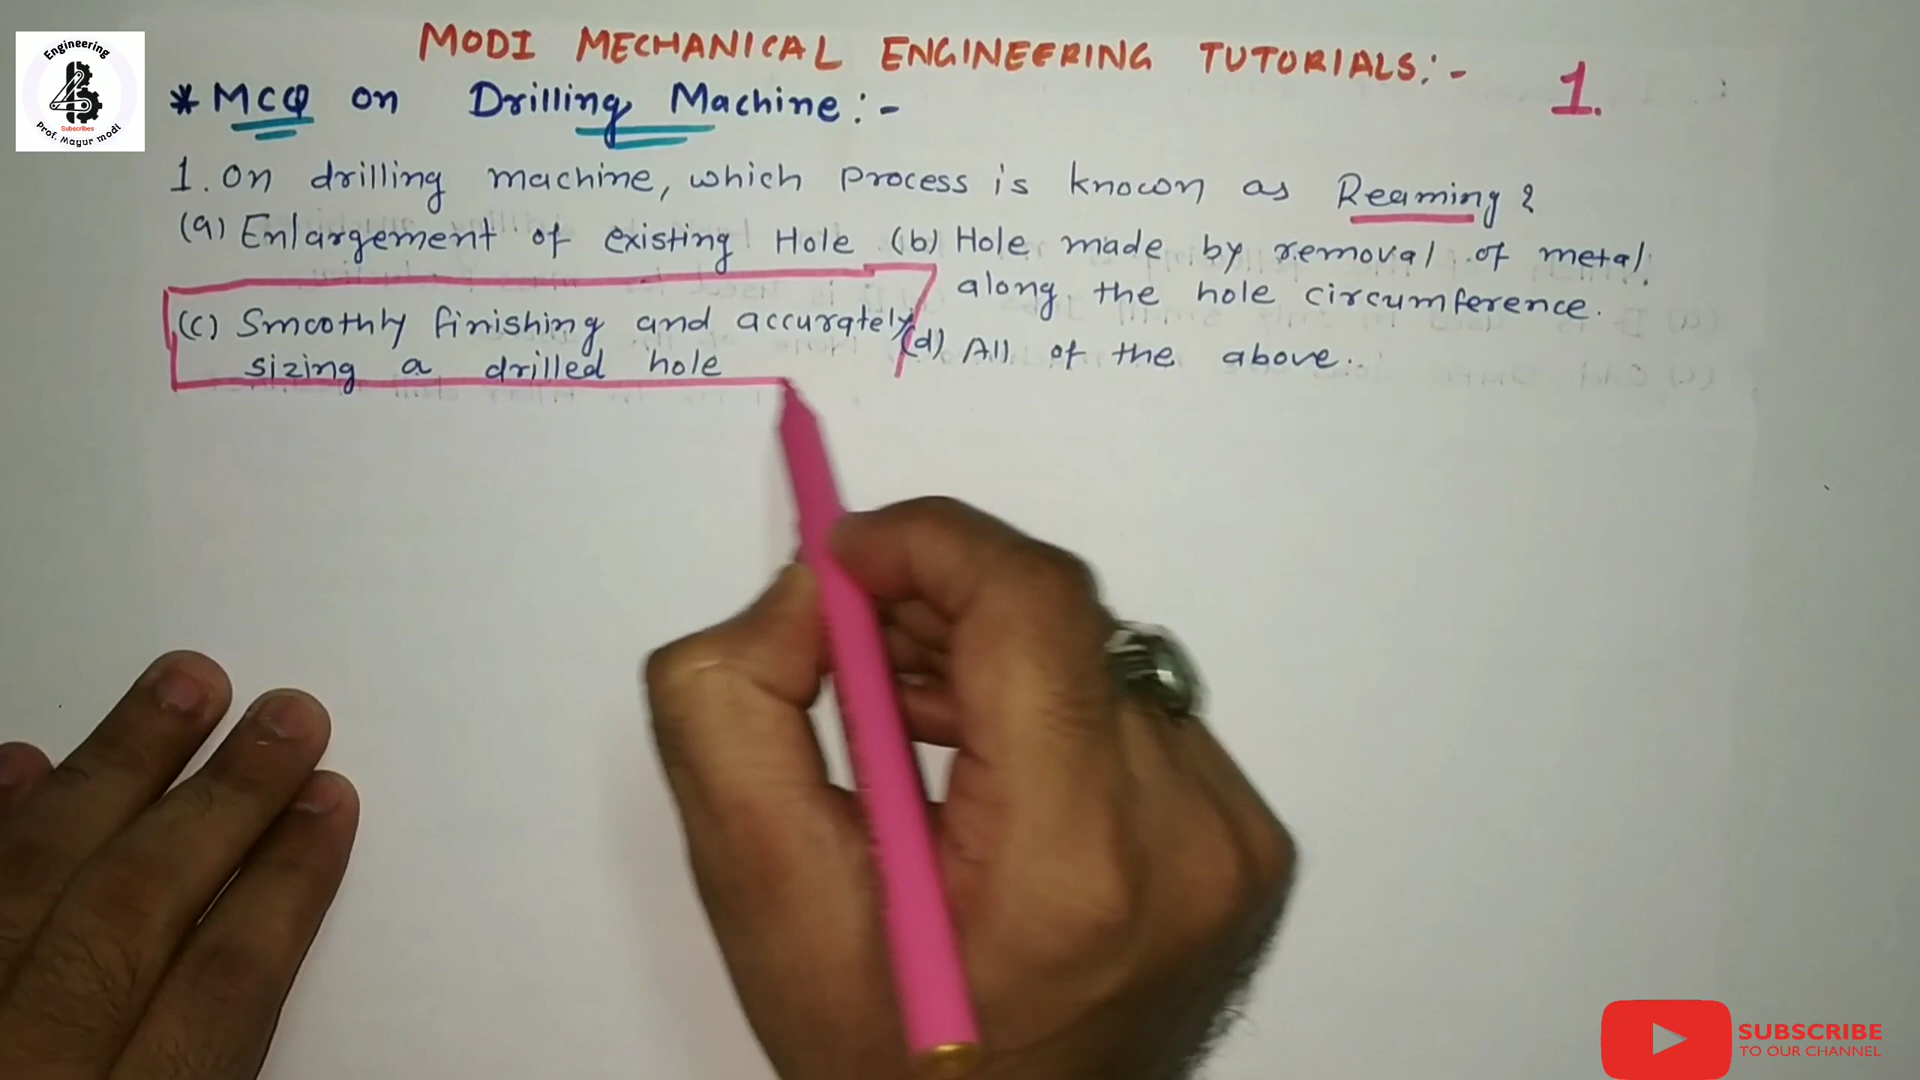 Engineering
Subscribes
Prof. Mayur modi
MODI MECHANICAL ENGINEERING TUTORIALS:-
1.
* MCQ on Drilling Machine:-
1. On drilling machine, which process is known as Reaming?
(a) Enlargement of existing Hole
(b) Hole made by removal of metal
along the hole circumference.
(c) Smoothly finishing and accurately
sizing a drilled hole
(d) All of the above.
SUBSCRIBE
TO OUR CHANNEL